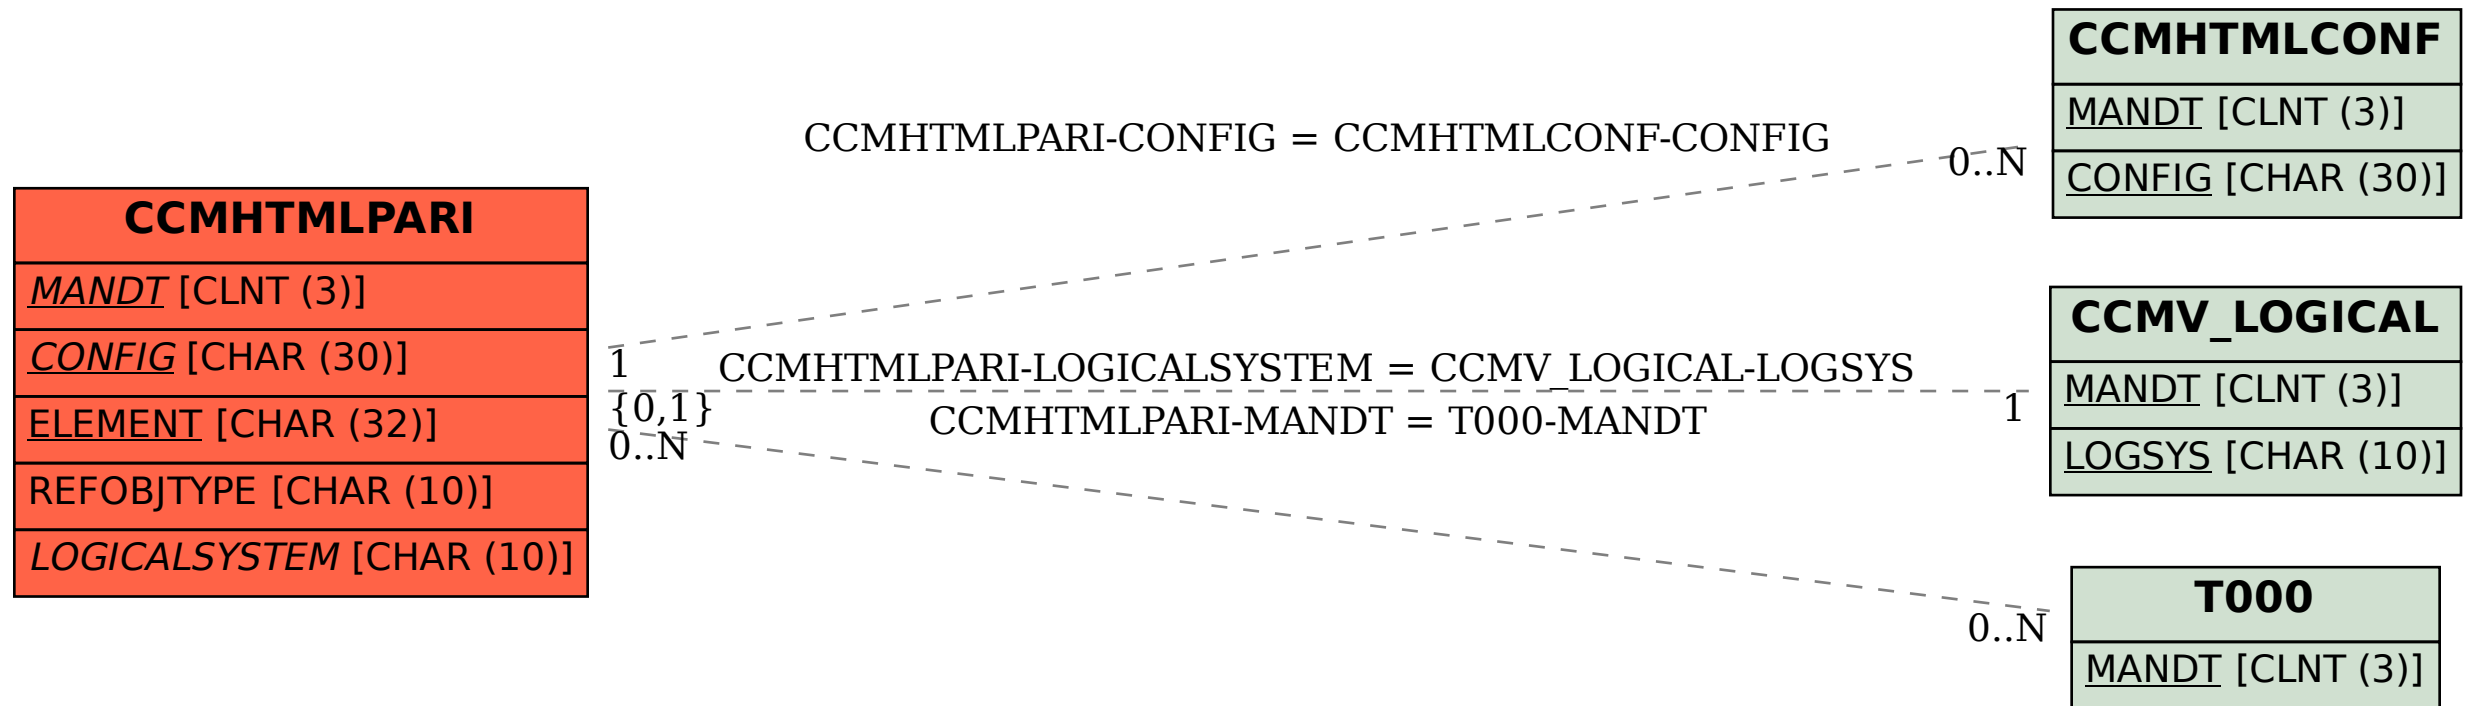 CCMHTMLPARI
MANDT [CLNT (3)]
CONFIG [CHAR (30)]
ELEMENT [CHAR (32)]
REFOBJTYPE [CHAR (10)]
LOGICALSYSTEM [CHAR (10)]
CCMHTMLPARI-CONFIG = CCMHTMLCONF-CONFIG
0..N
1
CCMHTMLPARI-LOGICALSYSTEM = CCMV_LOGICAL-LOGSYS
{0,1}
1
CCMHTMLPARI-MANDT = T000-MANDT
0..N
0..N
CCMHTMLCONF
MANDT [CLNT (3)]
CONFIG [CHAR (30)]
CCMV_LOGICAL
MANDT [CLNT (3)]
LOGSYS [CHAR (10)]
T000
MANDT [CLNT (3)]